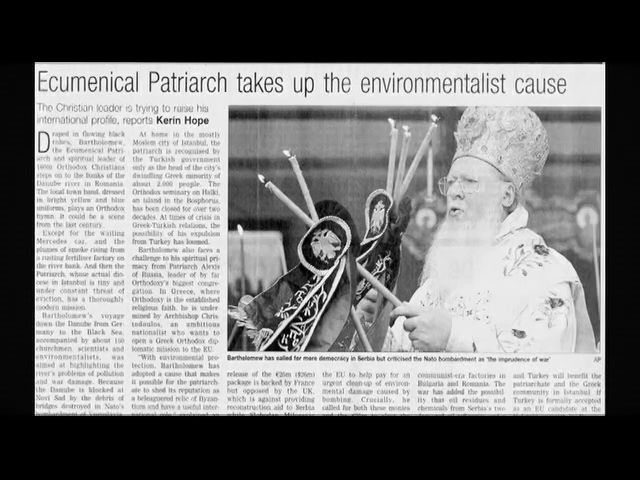 Ecumenical Patriarch takes up the environmentalist cause
The Christian leader is trying to raise his
international profile, reports Kerin Hope
Draped in flowing black
robes, Bartholomew,
the Ecumenical Patri-
arch and spiritual leader of
Orthodox Christians
steps on to the banks of the
Danube river in Romania.
The local town band, dressed
in bright yellow and blue
uniforms, plays an Orthodox
hymn. It could be a scene
from the last century.
Except for the waiting
Mercedes car, and the
plumes of smoke rising from
a rusting fertiliser factory on
the river bank. And then the
Patriarch, whose actual dio-
cese in Istanbul is tiny and
under constant threat of
eviction, has a thoroughly
modern mission.
Bartholomew's voyage
down the Danube from Ger-
many to the Black Sea,
accompanied by about 150
churchmen, scientists and
environmentalists, was
aimed at highlighting the
river's problems of pollution
and war damage. Because
the Danube is blocked at
Novi Sad by the debris of
bridges destroyed in Nato's
bombardment of Yugoslavia,
At home in the mostly
Moslem city of Istanbul, the
patriarch is recognised by
the Turkish government
only as the head of the city's
dwindling Greek minority of
about 2,000 people. The
Orthodox seminary on Halki,
an island in the Bosphorus,
has been closed for over two
decades. At times of crisis in
Greek-Turkish relations, the
possibility of his expulsion
from Turkey has loomed.
Bartholomew also faces a
challenge to his spiritual pri-
macy from Patriarch Alexis
of Russia, leader of by far
Orthodoxy's biggest congre-
gation. In Greece, where
Orthodoxy is the established
religious faith, he is under-
mined by Archbishop Chris-
todoulos, an ambitious
nationalist who wants to
open a Greek Orthodox dip-
lomatic mission to the EU.
"With environmental pro-
tection, Bartholomew has
adopted a cause that makes
it possible for the patriarch-
ate to shed its reputation as
a beleaguered relic of Byzan-
tium and have a useful inter-
Bartholomew has called for more democracy in Serbia but criticised the Nato bombardment as 'the imprudence of war'
AP
release of the €25m ($26m)
package is backed by France
but opposed by the UK,
which is against providing
reconstruction aid to Serbia
while Slobodan Milosevic
the EU to help pay for an
urgent clean-up of environ-
mental damage caused by
bombing. Crucially, he
called for both these monies
communist-era factories in
Bulgaria and Romania. The
war has added the possibil-
ity that oil residues and
chemicals from Serbia's two
and Turkey will benefit the
patriarchate and the Greek
community in Istanbul. If
Turkey is formally accepted
as an EU candidate at the